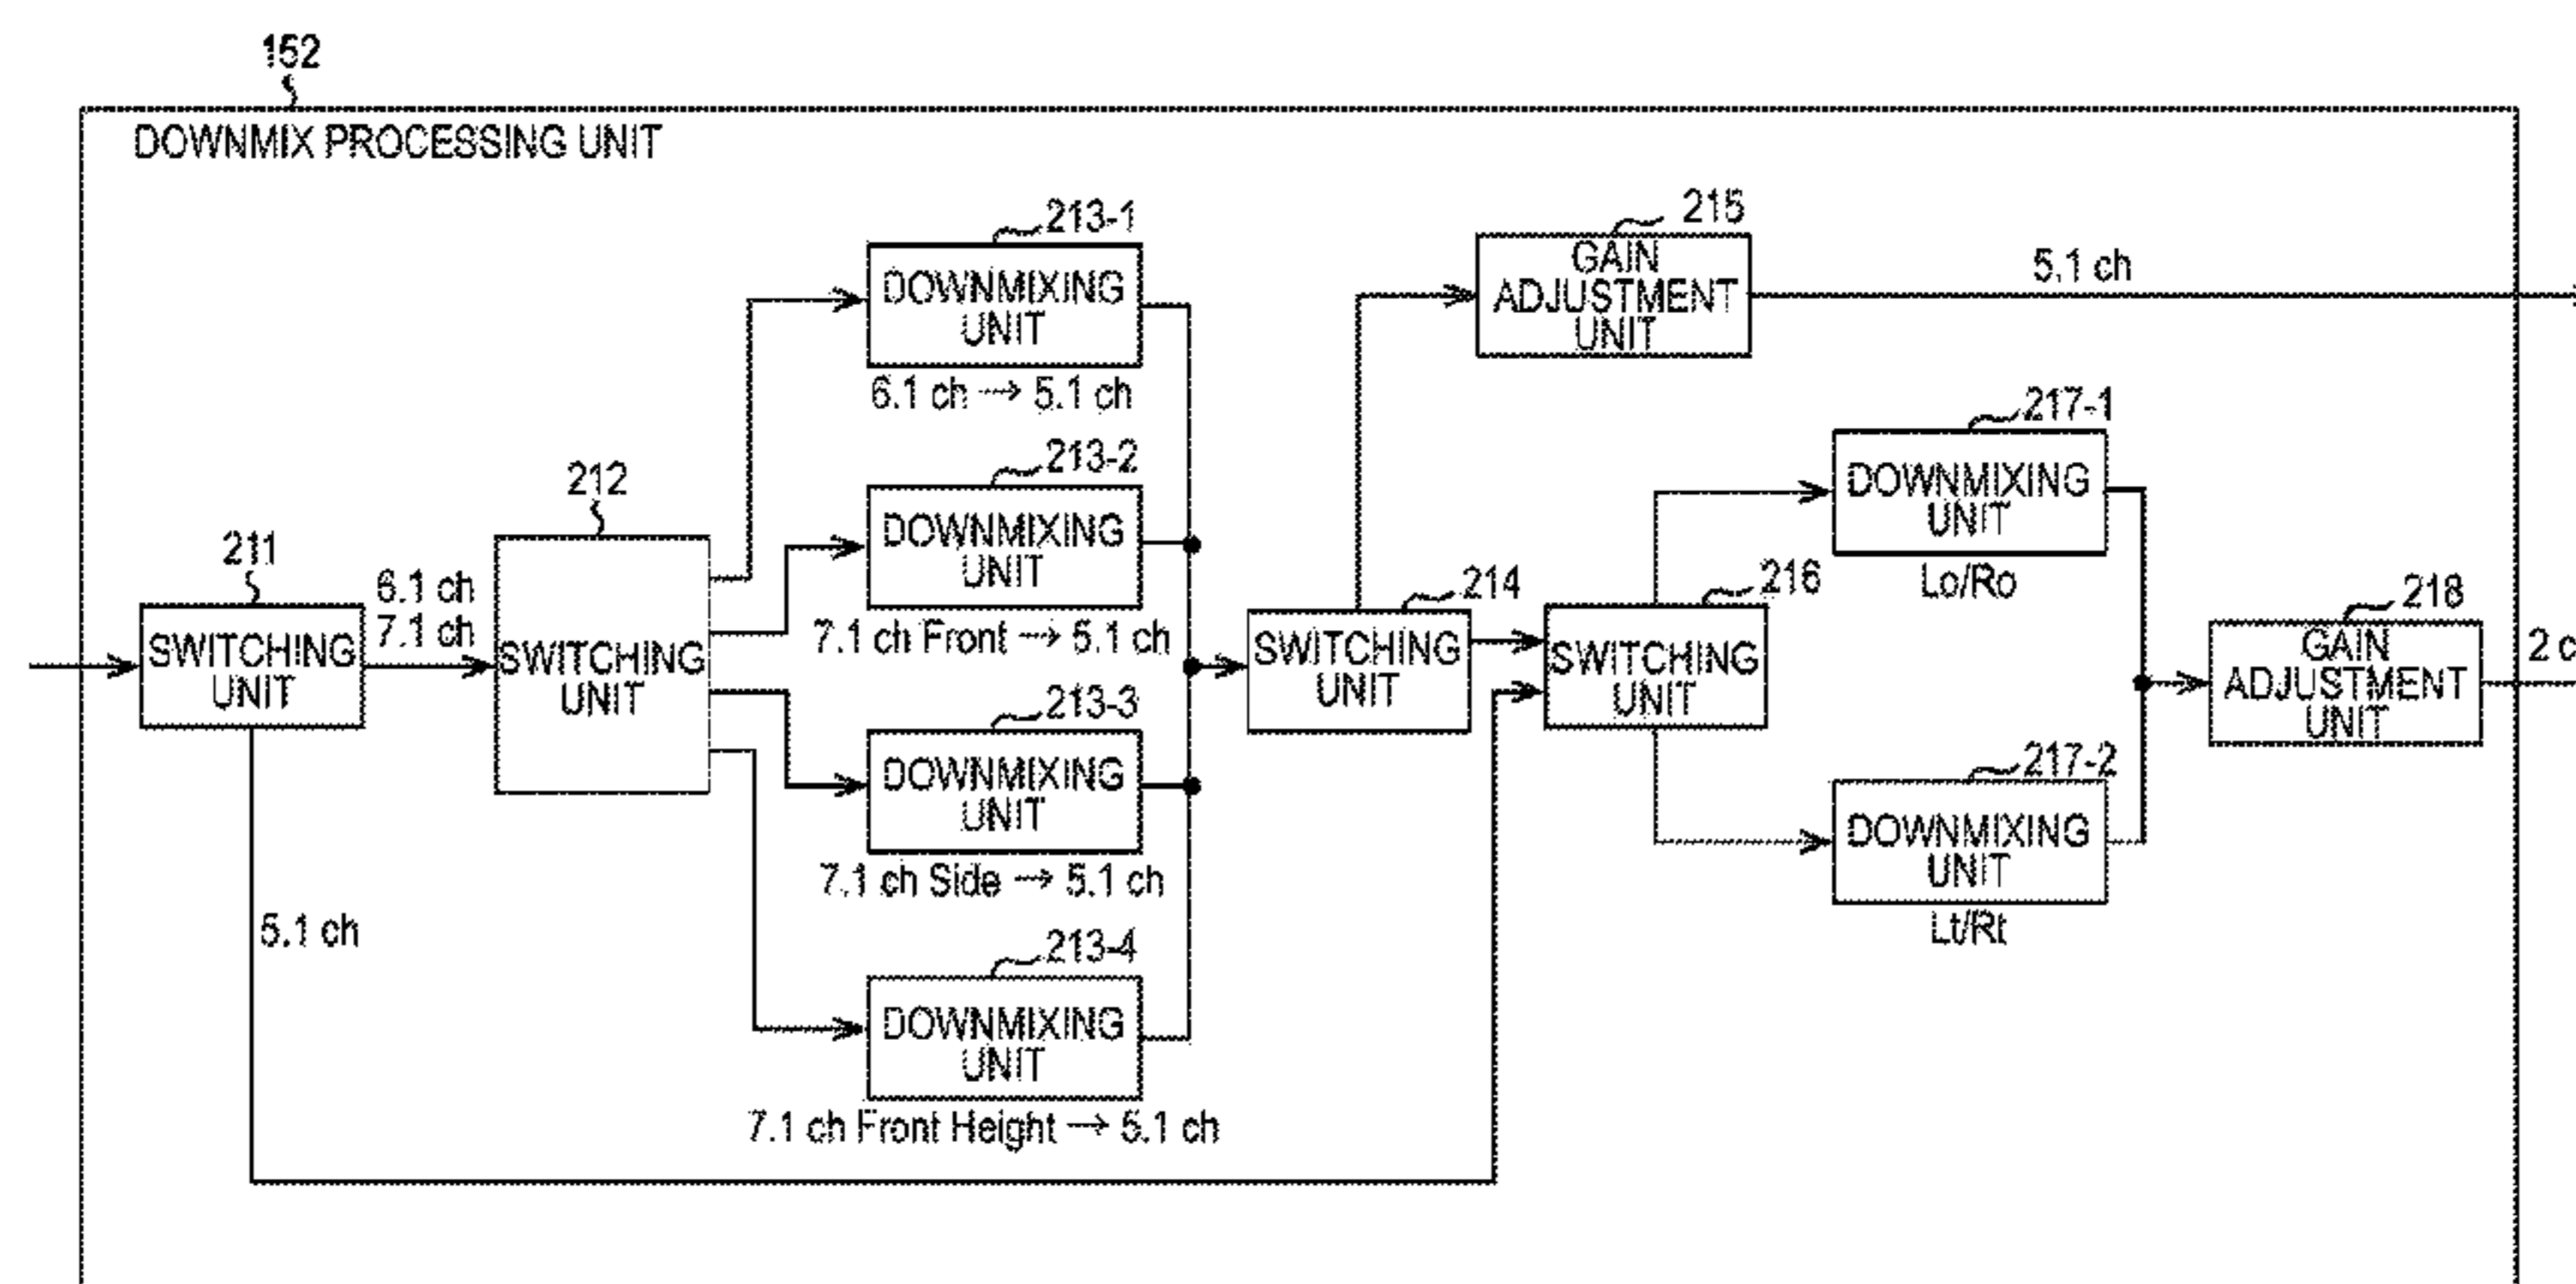 152
DOWNMIX PROCESSING UNIT
213-1
DOWNMIXING
UNIT
6.1 ch → 5.1 ch
215
GAIN
ADJUSTMENT
UNIT
5.1 ch
213-2
DOWNMIXING
UNIT
7.1 ch Front → 5.1 ch
217-1
DOWNMIXING
UNIT
Lo/Ro
211
SWITCHING
UNIT
6.1 ch
7.1 ch
5.1 ch
212
SWITCHING
UNIT
213-3
DOWNMIXING
UNIT
7.1 ch Side → 5.1 ch
214
SWITCHING
UNIT
216
SWITCHING
UNIT
218
GAIN
ADJUSTMENT
UNIT
2 c
217-2
DOWNMIXING
UNIT
Lt/Rt
213-4
DOWNMIXING
UNIT
7.1 ch Front Height → 5.1 ch